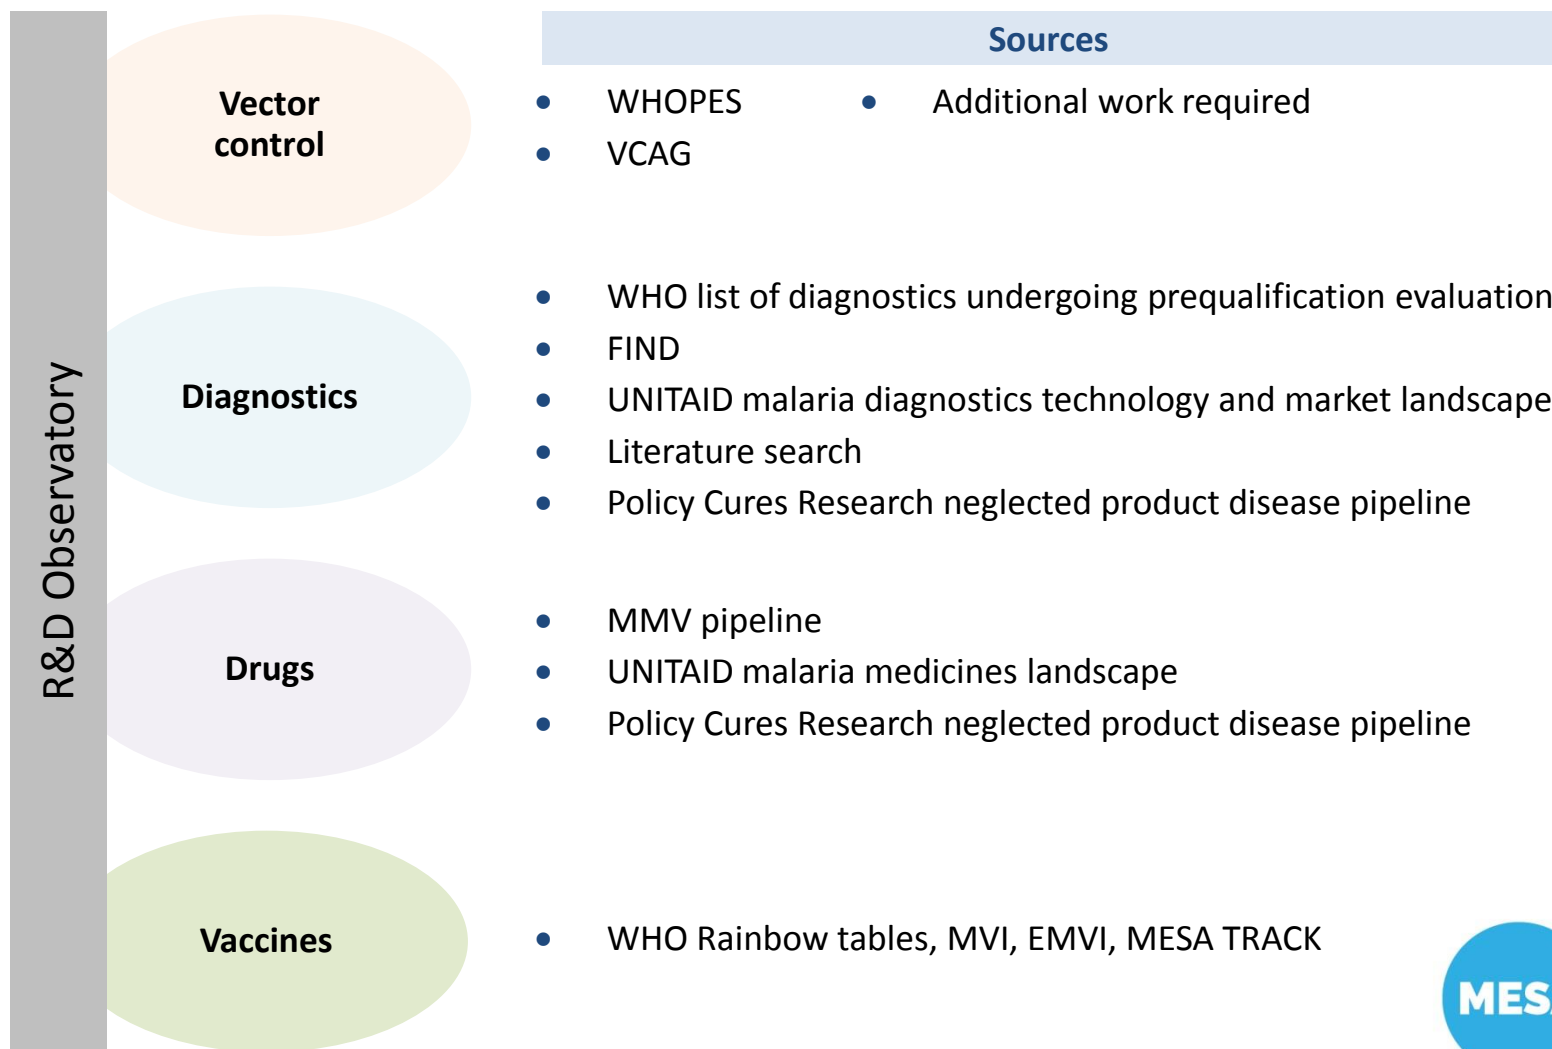 R&D Observatory
Sources
Vector
control
• WHOPES
• Additional work required
• VCAG
Diagnostics
• WHO list of diagnostics undergoing prequalification evaluation
• FIND
• UNITAID malaria diagnostics technology and market landscape
• Literature search
• Policy Cures Research neglected product disease pipeline
Drugs
• MMV pipeline
• UNITAID malaria medicines landscape
• Policy Cures Research neglected product disease pipeline
Vaccines
• WHO Rainbow tables, MVI, EMVI, MESA TRACK
MES